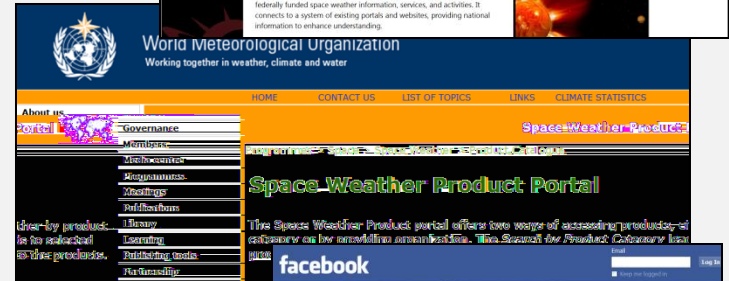 federally funded space weather information, services, and activities. It
connects to a system of existing portals and websites, providing national
information to enhance understanding.
World Meteorological Organization
Working together in weather, climate and water
HOME CONTACT US LIST OF TOPICS LINKS CLIMATE STATISTICS
About us
Portal
Governance
Space Weather Product
Members
Media centre
Programmes
Meetings
Space Weather Product Portal
Publications
ther by product
Library
The Space Weather Product portal offers two ways of accessing products, ei
is to selected
Learning
category or by providing organization. The Search by Product Category lea
o the products.
Publishing tools
Partnership
facebook
Email
Keep me logged in
Log In